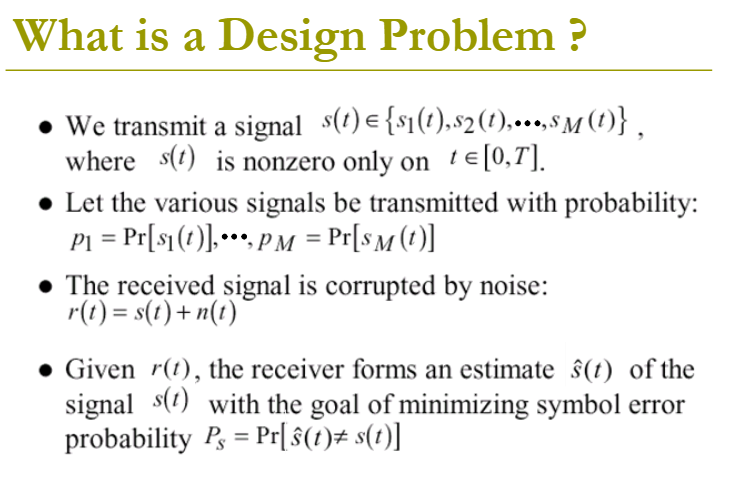 What is a Design Problem ?
● We transmit a signal s(t) ∈ {s1(t),s2(t),•••,sM(t)} ,
where s(t) is nonzero only on t ∈ [0,T].
● Let the various signals be transmitted with probability:
p1 = Pr[s1(t)],•••,pM = Pr[sM(t)]
● The received signal is corrupted by noise:
r(t) = s(t) + n(t)
● Given r(t), the receiver forms an estimate ŝ(t) of the
signal s(t) with the goal of minimizing symbol error
probability Ps = Pr[ŝ(t) ≠ s(t)]